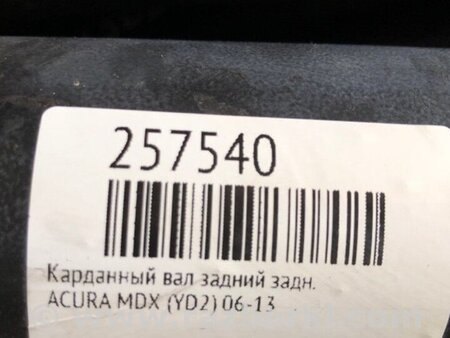 257540
Карданный вал задний задн.
ACURA MDX (YD2) 06-13